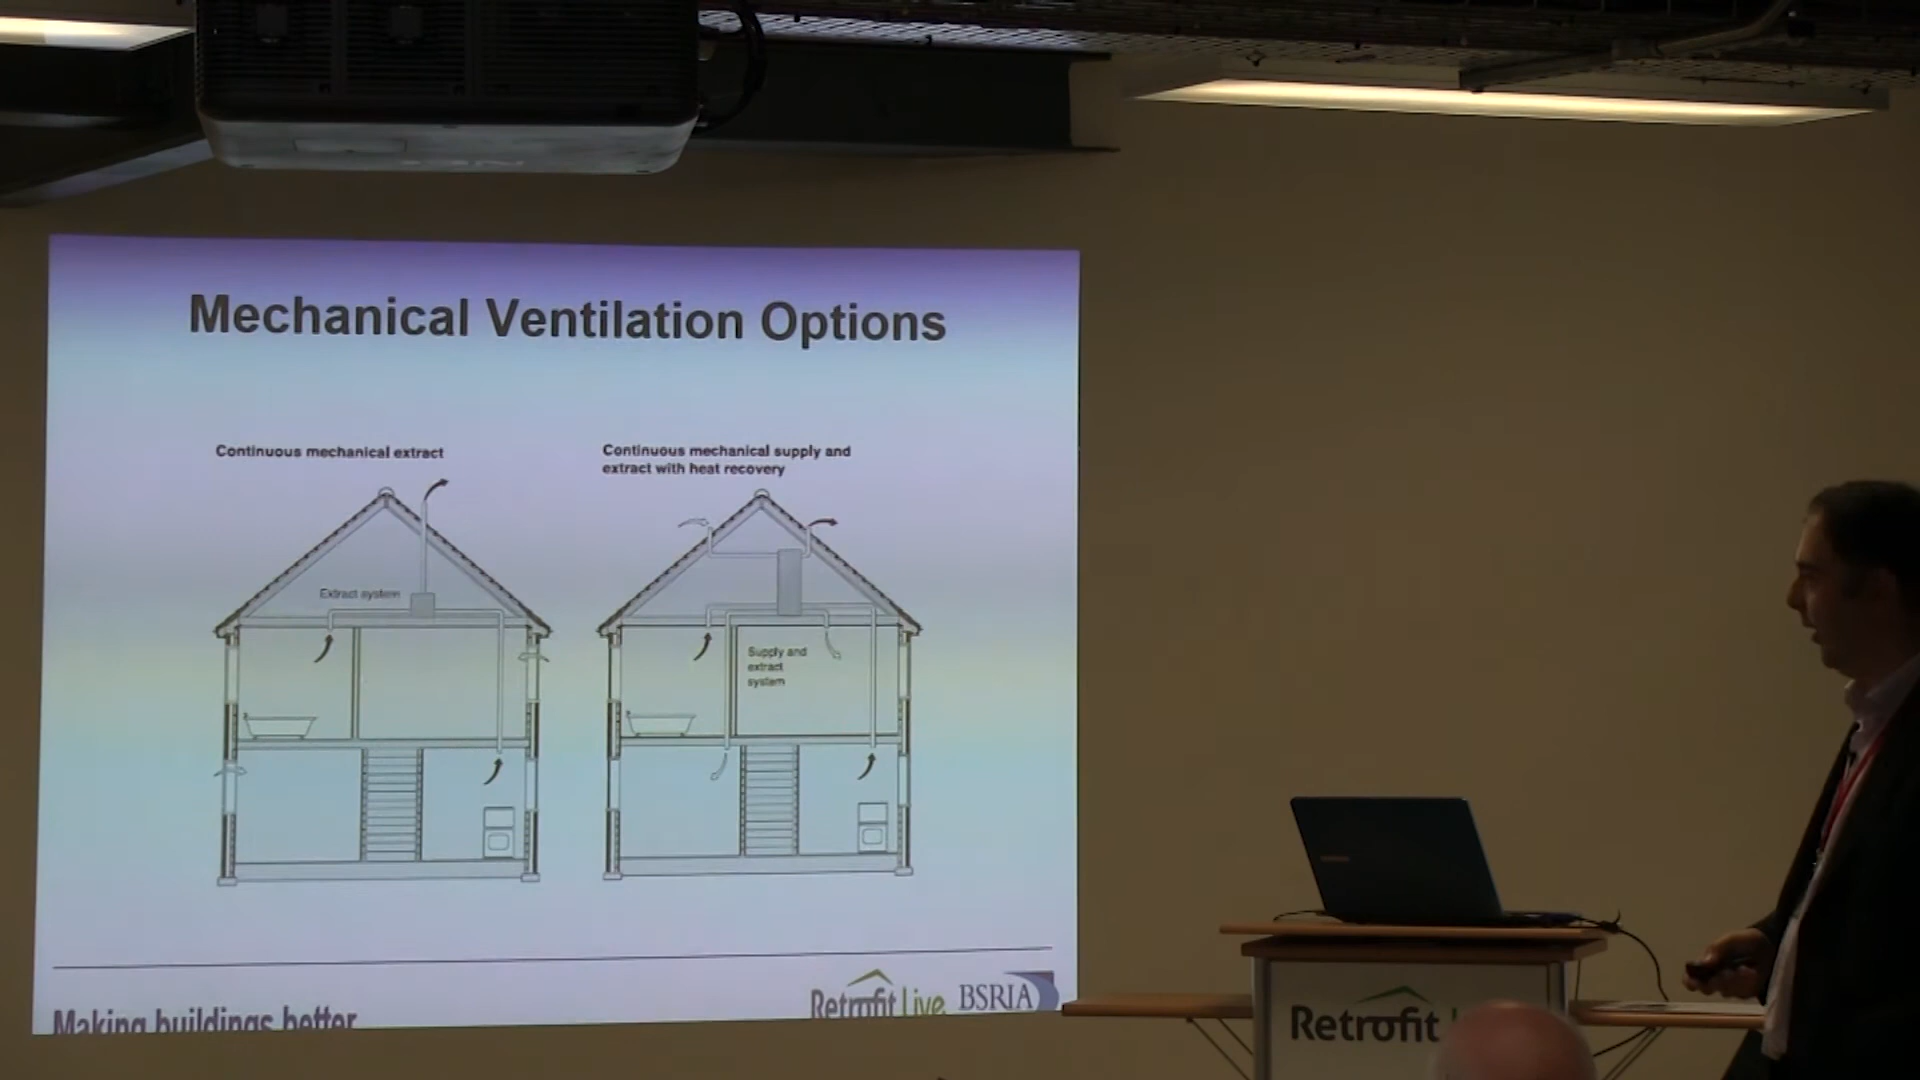 Mechanical Ventilation Options
Continuous mechanical extract
Continuous mechanical supply and
extract with heat recovery
Extract system
Supply and
extract
system
Making buildings better
Retrofit Live
BSRIA
Retrofit